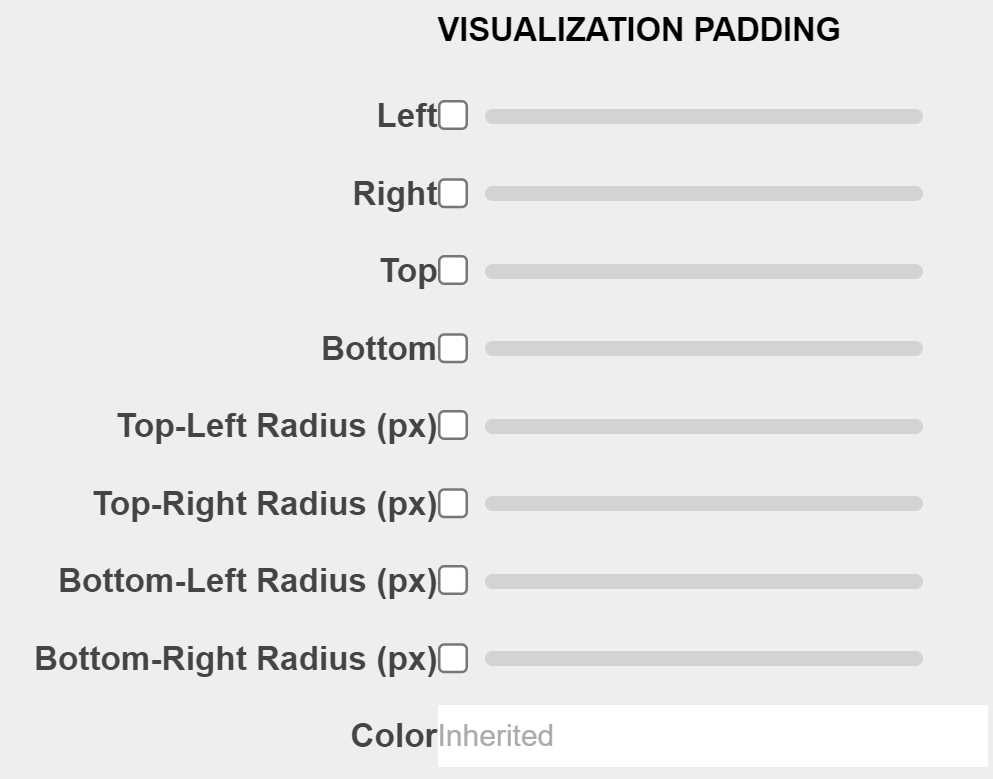 VISUALIZATION PADDING
Left
Right
Top
Bottom
Top-Left Radius (px)
Top-Right Radius (px)
Bottom-Left Radius (px)
Bottom-Right Radius (px)
Color Inherited